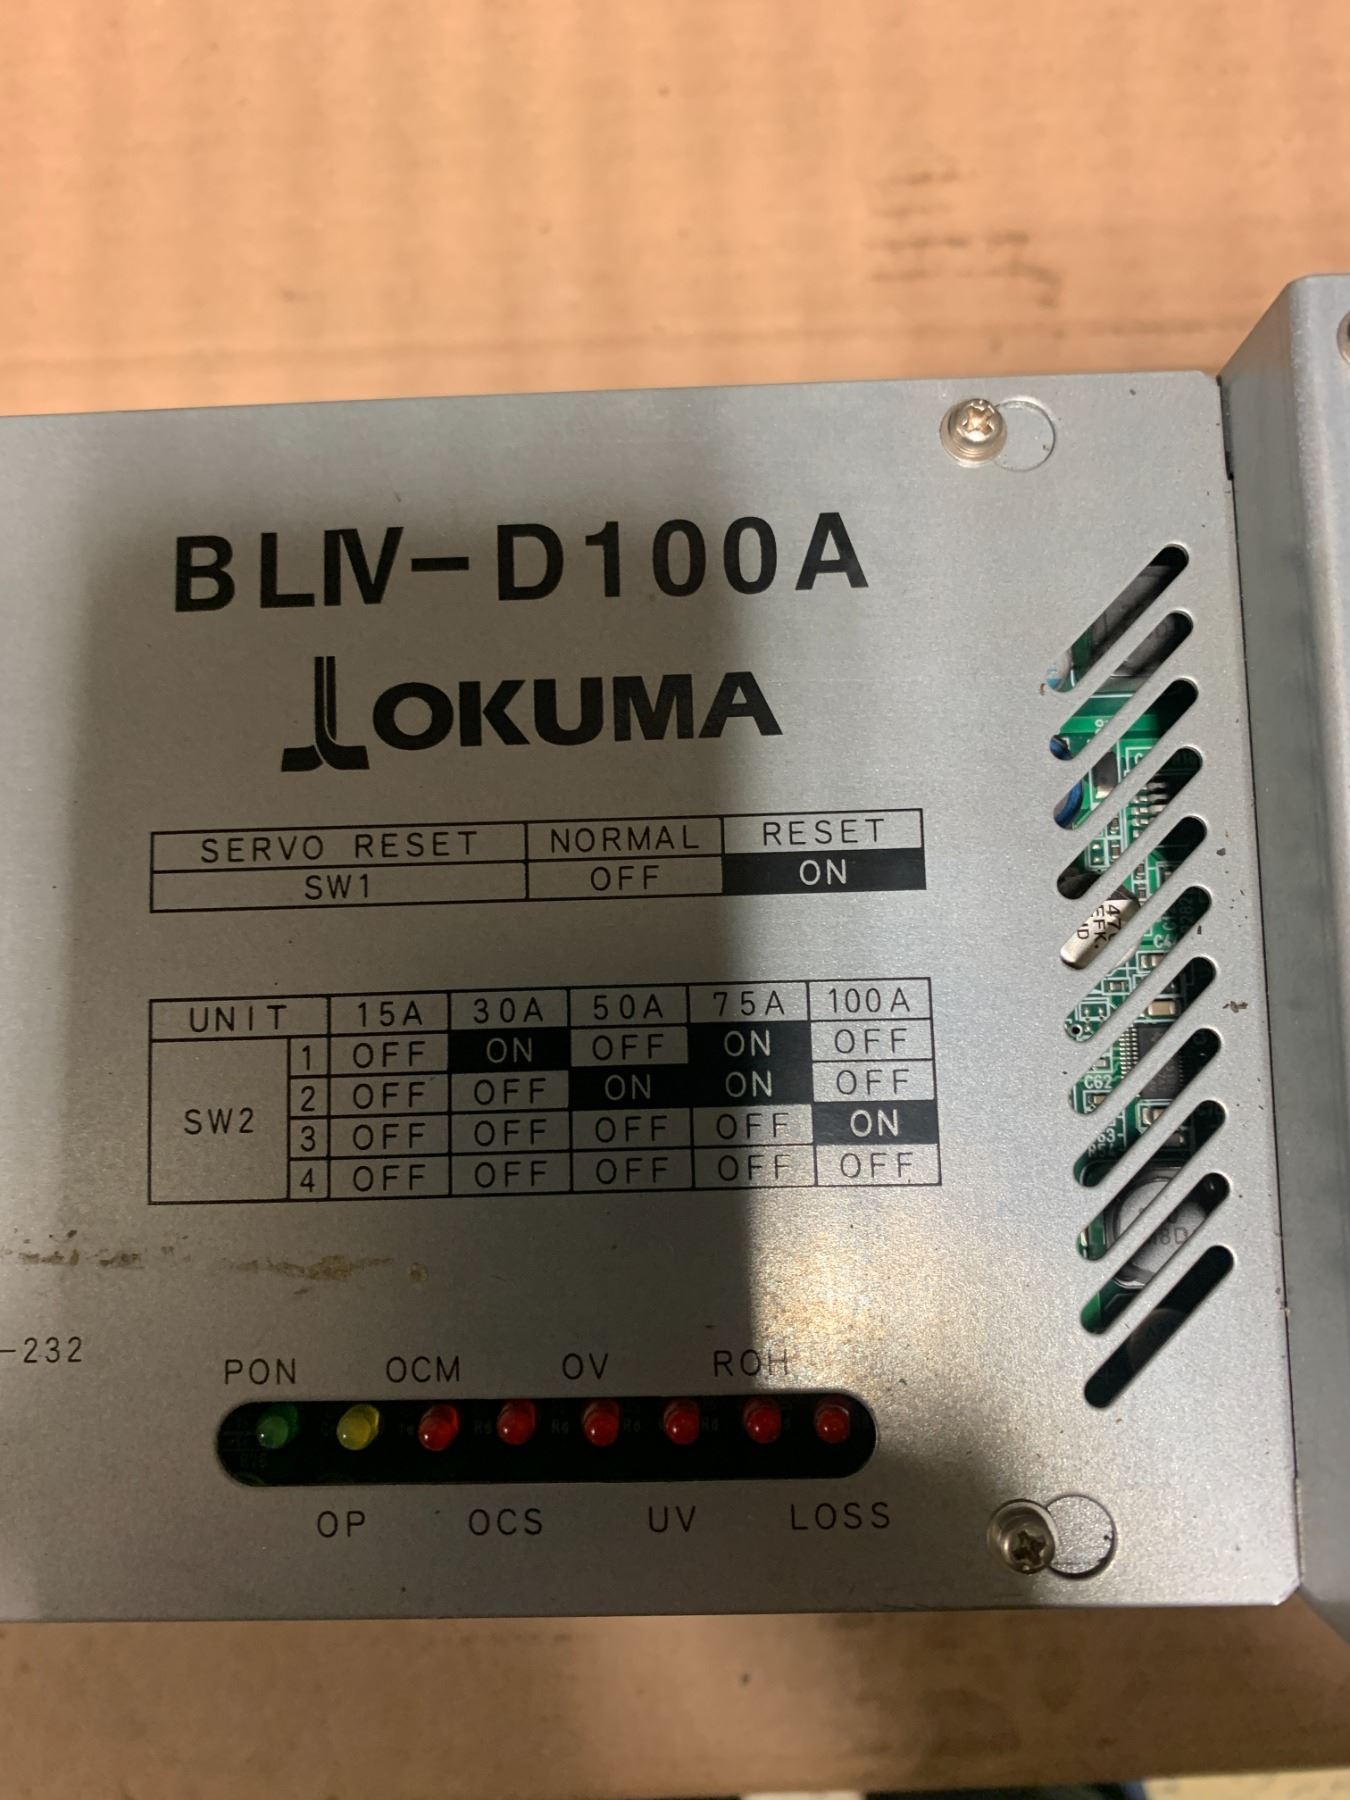 BLIV-D100A
OKUMA
SERVO RESET NORMAL RESET
SW1 OFF ON
UNIT 15A 30A 50A 75A 100A
SW2
1 OFF ON OFF ON OFF
2 OFF OFF ON ON OFF
3 OFF OFF OFF OFF ON
4 OFF OFF OFF OFF OFF
-232
PON OCM OV ROH
OP OCS UV LOSS
C62